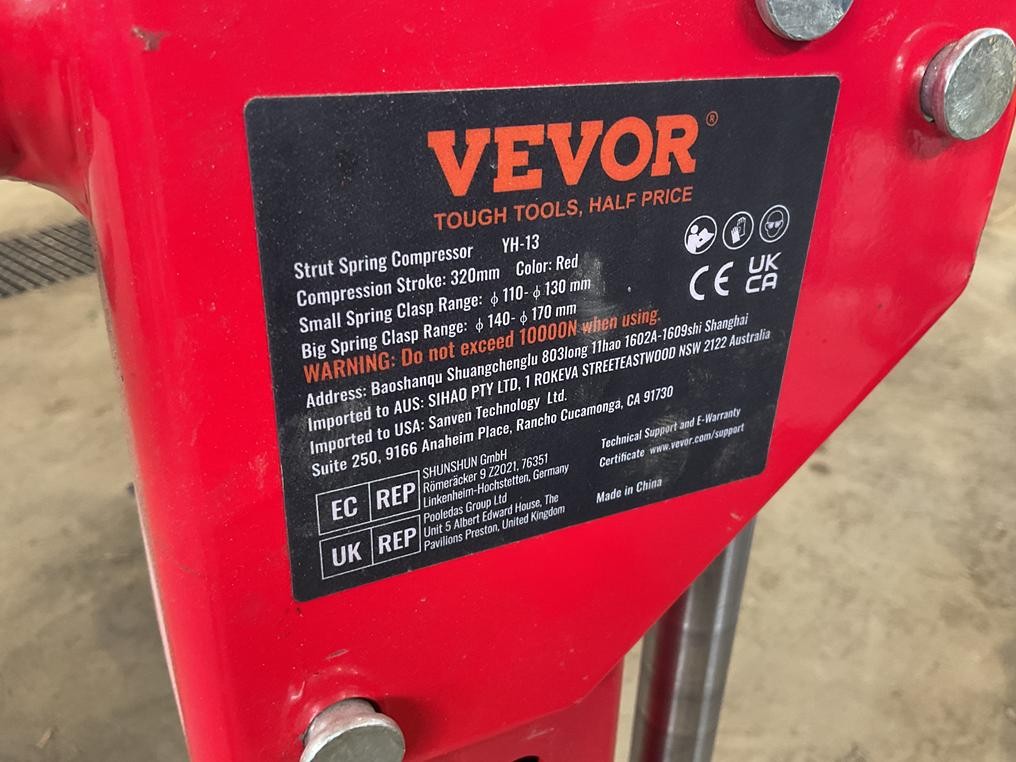 VEVOR®
TOUGH TOOLS, HALF PRICE
Strut Spring Compressor YH-13
Compression Stroke: 320mm Color: Red
Small Spring Clasp Range: ϕ 110- ϕ 130 mm
Big Spring Clasp Range: ϕ 140- ϕ 170 mm
WARNING: Do not exceed 10000N when using.
CE UK CA
Address: Baoshanqu Shuangchenglu 803long 11hao 1602A-1609shi Shanghai
Imported to AUS: SIHAO PTY LTD, 1 ROKEVA STREETEASTWOOD NSW 2122 Australia
Imported to USA: Sanven Technology Ltd.
Suite 250, 9166 Anaheim Place, Rancho Cucamonga, CA 91730
EC REP
SHUNSHUN GmbH
Römeräcker 9 Z2021, 76351
Linkenheim-Hochstetten, Germany
UK REP
Pooledas Group Ltd
Unit 5 Albert Edward House, The
Pavilions Preston, United Kingdom
Technical Support and E-Warranty
Certificate www.vevor.com/support
Made in China